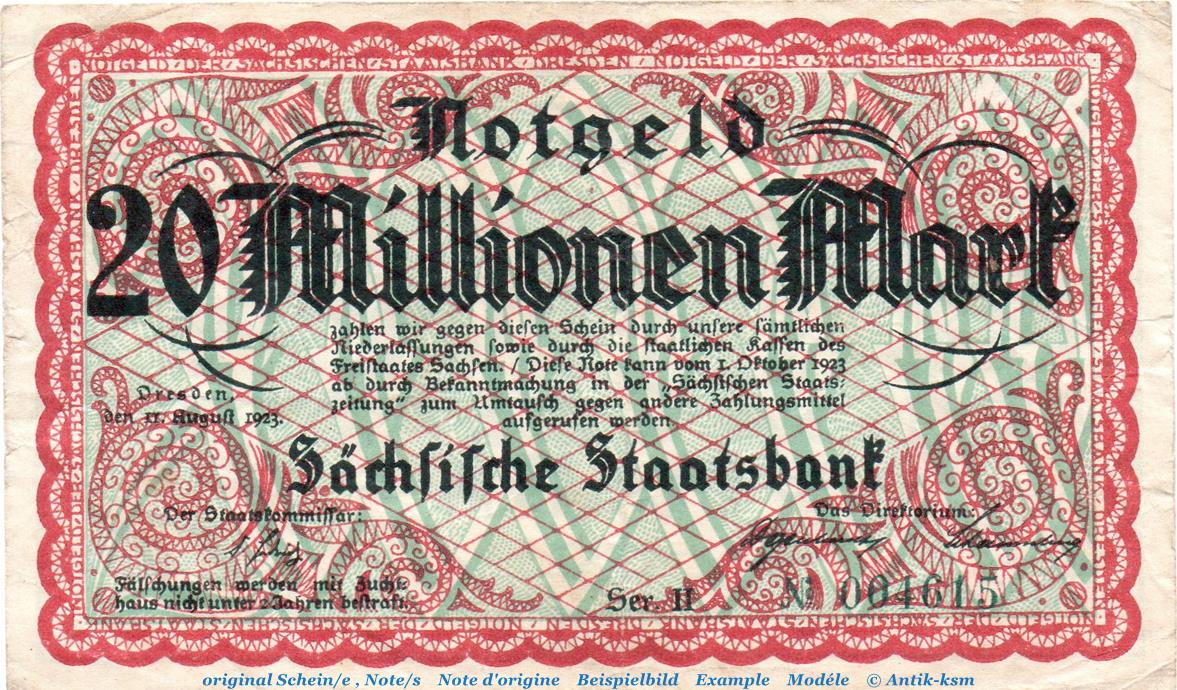 NOTGELD / DER / SÄCHSISCHEN / STAATSBANK / DRESDEN / NOTGELD / DER / SÄCHSISCHEN / STAATSBANK
Notgeld
20 Millionen Mark
zahlen wir gegen diesen Schein durch unsere sämtlichen
Niederlassungen sowie durch die staatlichen Kassen des
Freistaates Sachsen. / Diese Note kann vom 1. Oktober 1923
ab durch Bekanntmachung in der „Sächsischen Staats-
zeitung“ zum Umtausch gegen andere Zahlungsmittel
aufgerufen werden.
Dresden,
den 11. August 1923.
Sächsische Staatsbank
Der Staatskommissar:
Das Direktorium:
Fälschungen werden mit Zucht-
haus nicht unter 2 Jahren bestraft.
Ser. II
№ 004615
original Schein/e , Note/s Note d'origine Beispielbild Example Modéle © Antik-ksm